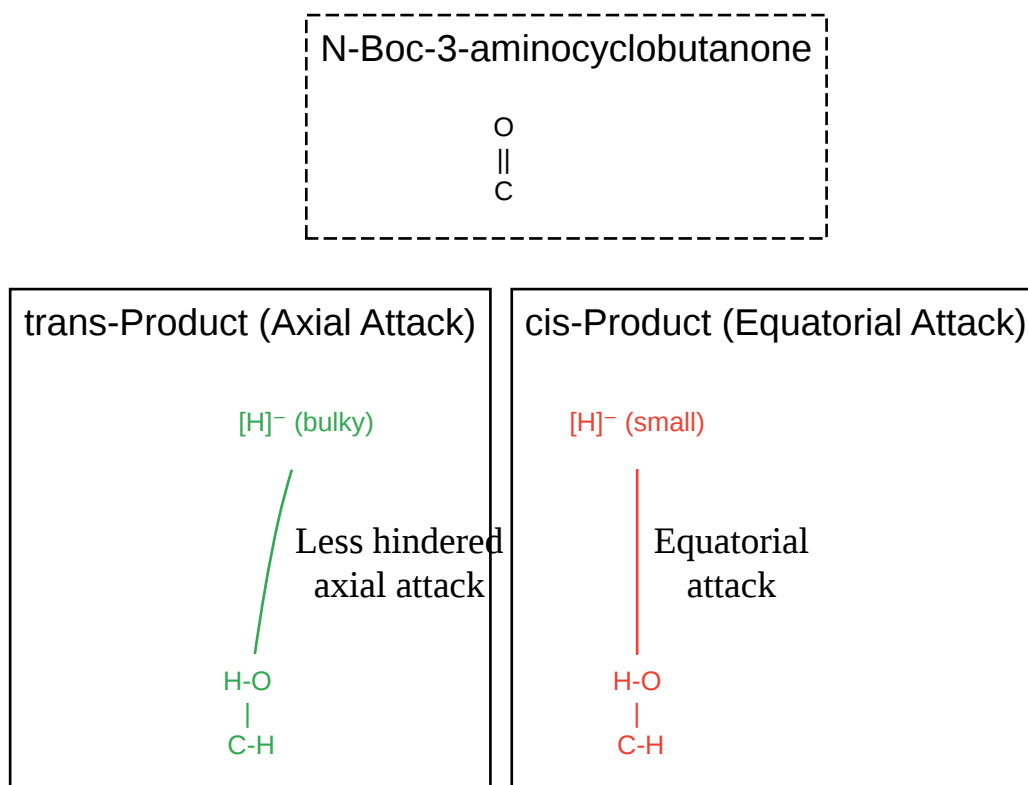 N-Boc-3-aminocyclobutanone
O
||
C
trans-Product (Axial Attack)
[H]⁻ (bulky)
Less hindered
axial attack
H-O
|
C-H
cis-Product (Equatorial Attack)
[H]⁻ (small)
Equatorial
attack
H-O
|
C-H